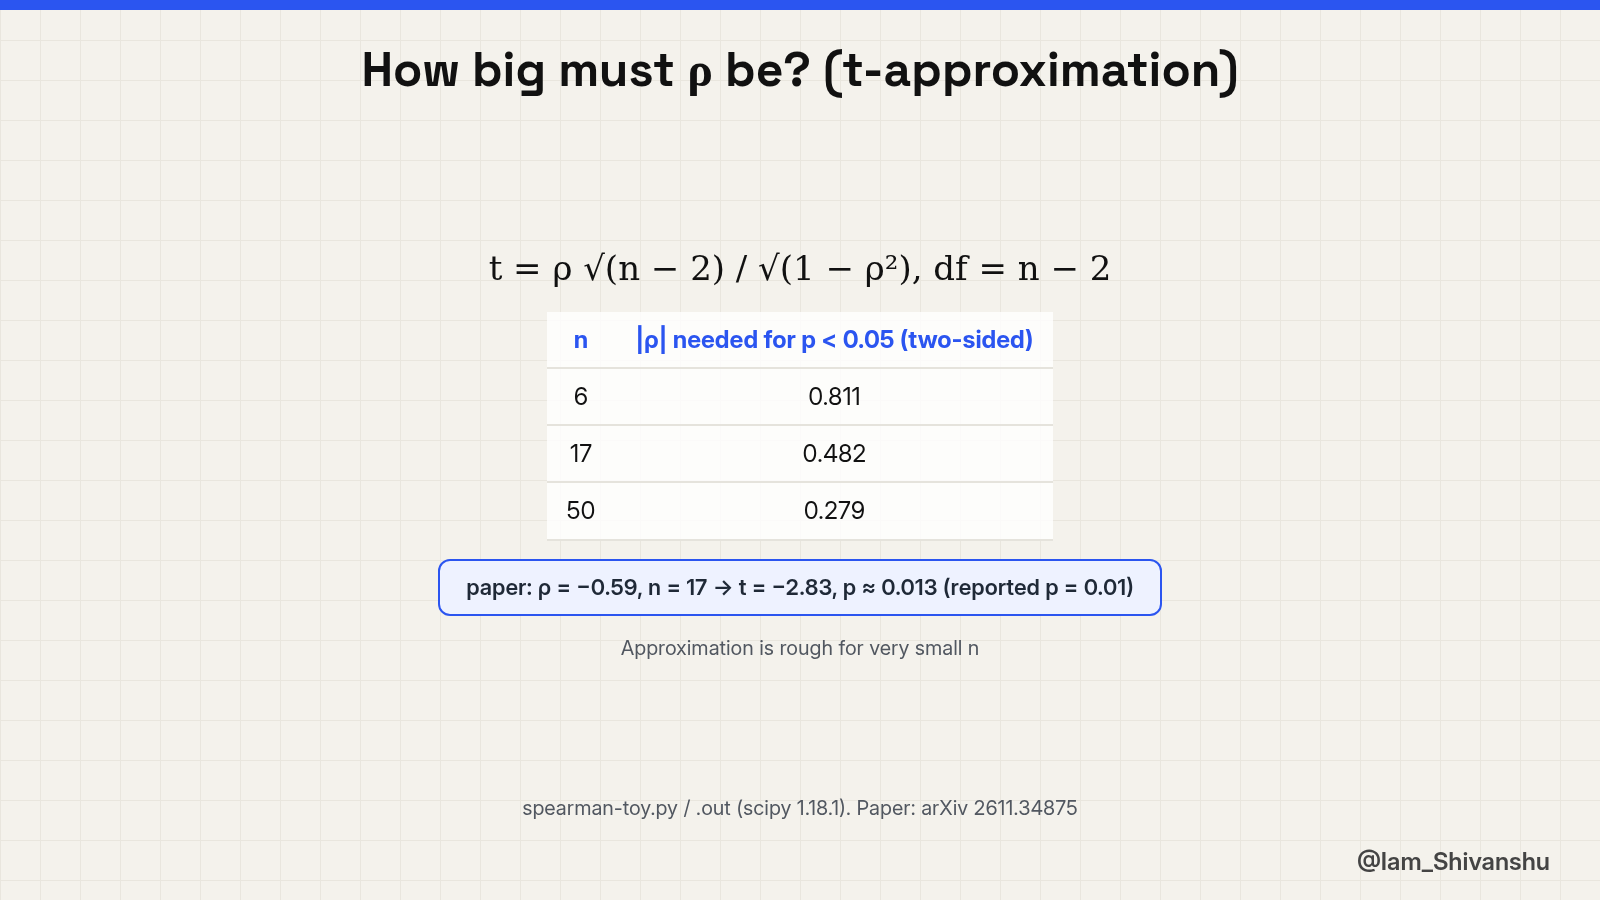 How big must ρ be? (t-approximation)
t = ρ √(n − 2) / √(1 − ρ²), df = n − 2
n |ρ| needed for p < 0.05 (two-sided)
6 0.811
17 0.482
50 0.279
paper: ρ = −0.59, n = 17 → t = −2.83, p ≈ 0.013 (reported p = 0.01)
Approximation is rough for very small n
spearman-toy.py / .out (scipy 1.18.1). Paper: arXiv 2611.34875
@Iam_Shivanshu